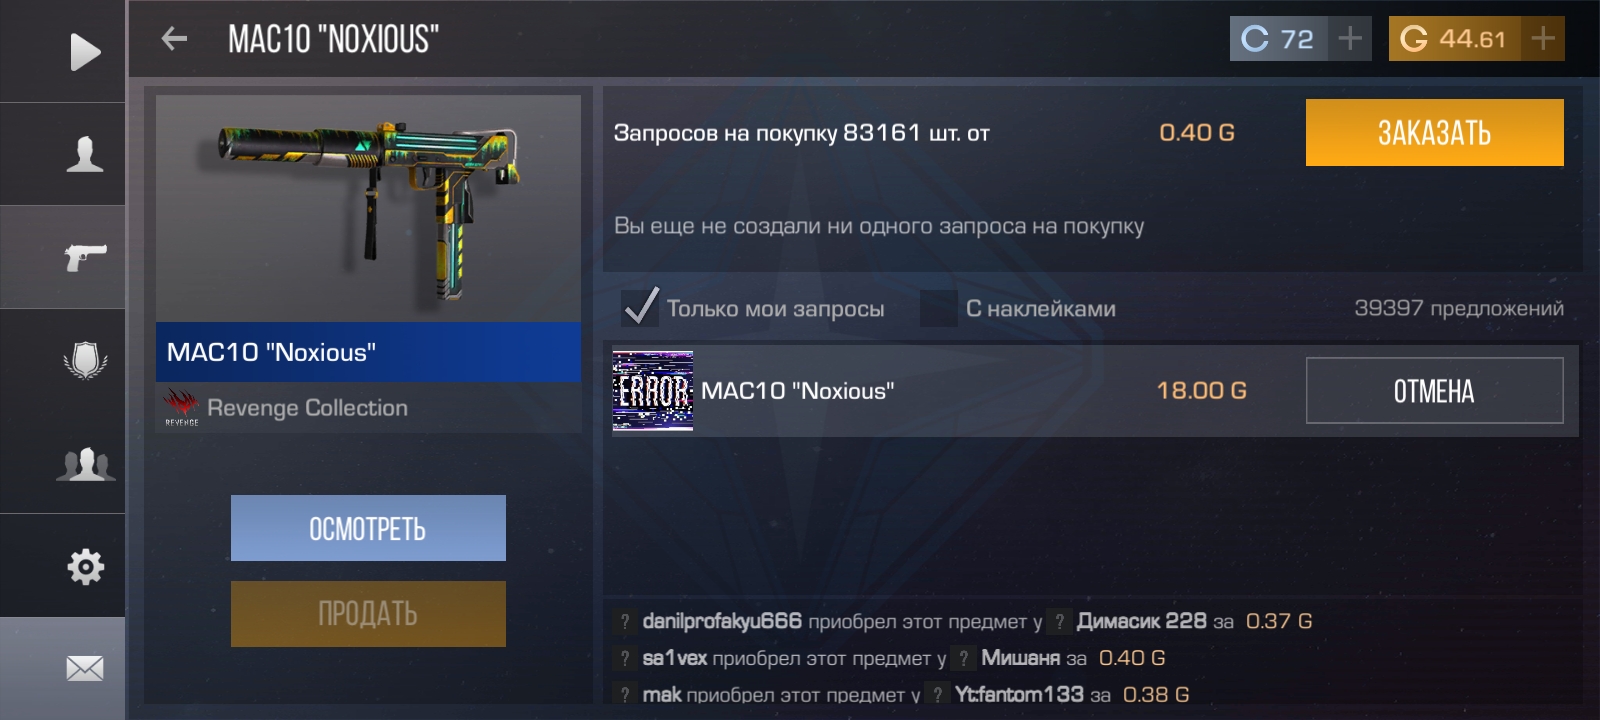 MAC10 "NOXIOUS"
C 72 +
G 44.61 +
Запросов на покупку 83161 шт. от 0.40 G ЗАКАЗАТЬ
Вы еще не создали ни одного запроса на покупку
Только мои запросы С наклейками 39397 предложений
ERROR MAC10 "Noxious" 18.00 G ОТМЕНА
MAC10 "Noxious"
REVENGE Revenge Collection
ОСМОТРЕТЬ
ПРОДАТЬ
? danilprofakyu666 приобрел этот предмет у ? Димасик 228 за 0.37 G
? sa1vex приобрел этот предмет у ? Мишаня за 0.40 G
? mak приобрел этот предмет у ? Yt:fantom133 за 0.38 G